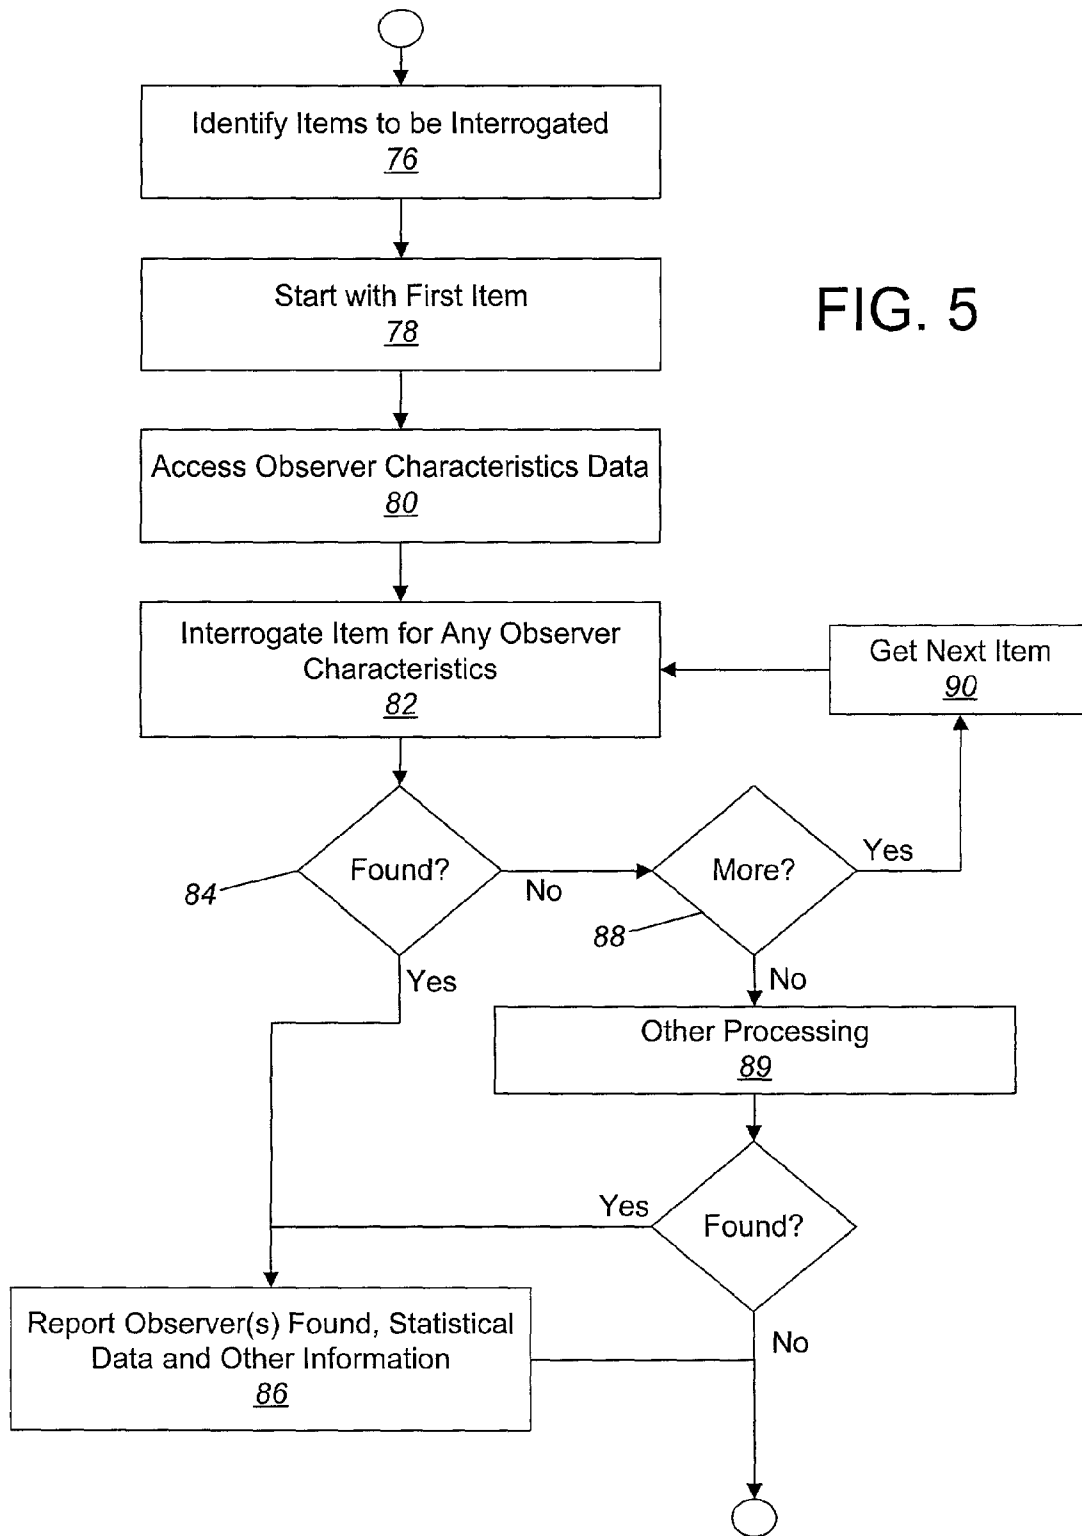 Identify Items to be Interrogated
76
Start with First Item
78
FIG. 5
Access Observer Characteristics Data
80
Interrogate Item for Any Observer
Characteristics
82
Get Next Item
90
Found?
84
No
More?
88
Yes
Yes
No
Other Processing
89
Yes
Found?
No
Report Observer(s) Found, Statistical
Data and Other Information
86